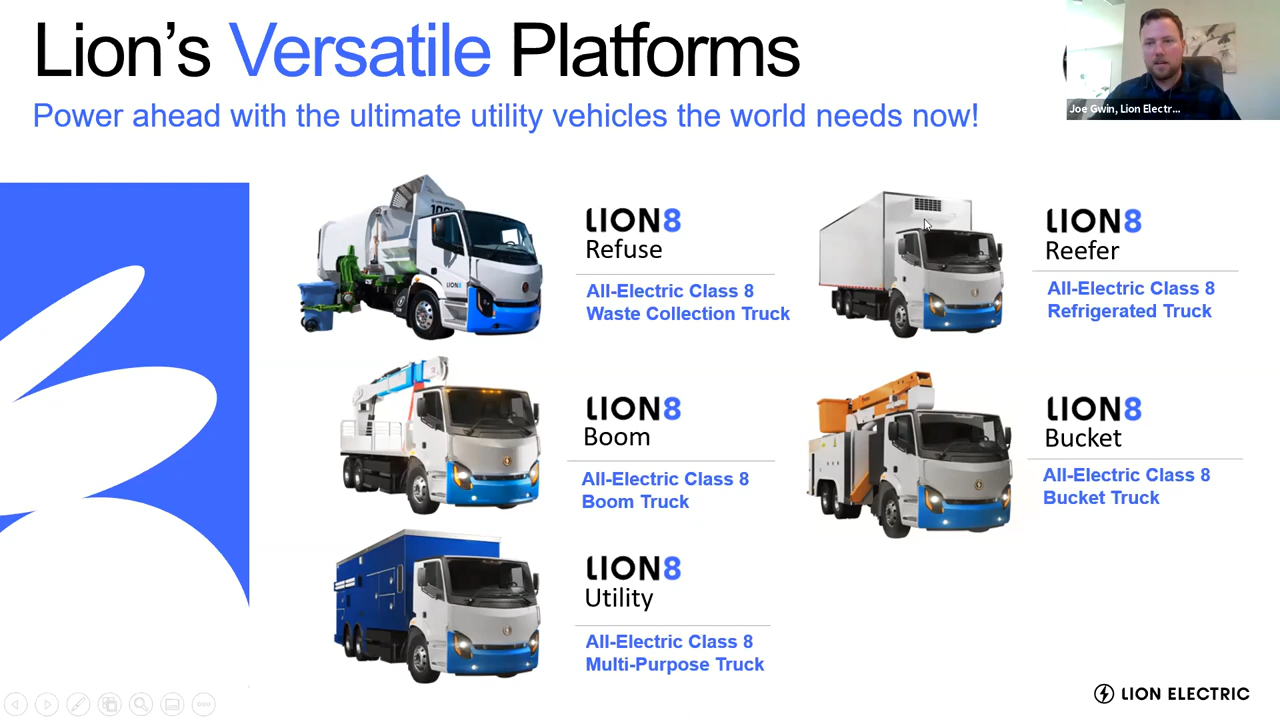 Lion's Versatile Platforms
Power ahead with the ultimate utility vehicles the world needs now!
Joe Gwin, Lion Electr...
LION8
Refuse
All-Electric Class 8
Waste Collection Truck
LION8
Reefer
All-Electric Class 8
Refrigerated Truck
LION8
Boom
All-Electric Class 8
Boom Truck
LION8
Bucket
All-Electric Class 8
Bucket Truck
LION8
Utility
All-Electric Class 8
Multi-Purpose Truck
LION8
LION ELECTRIC